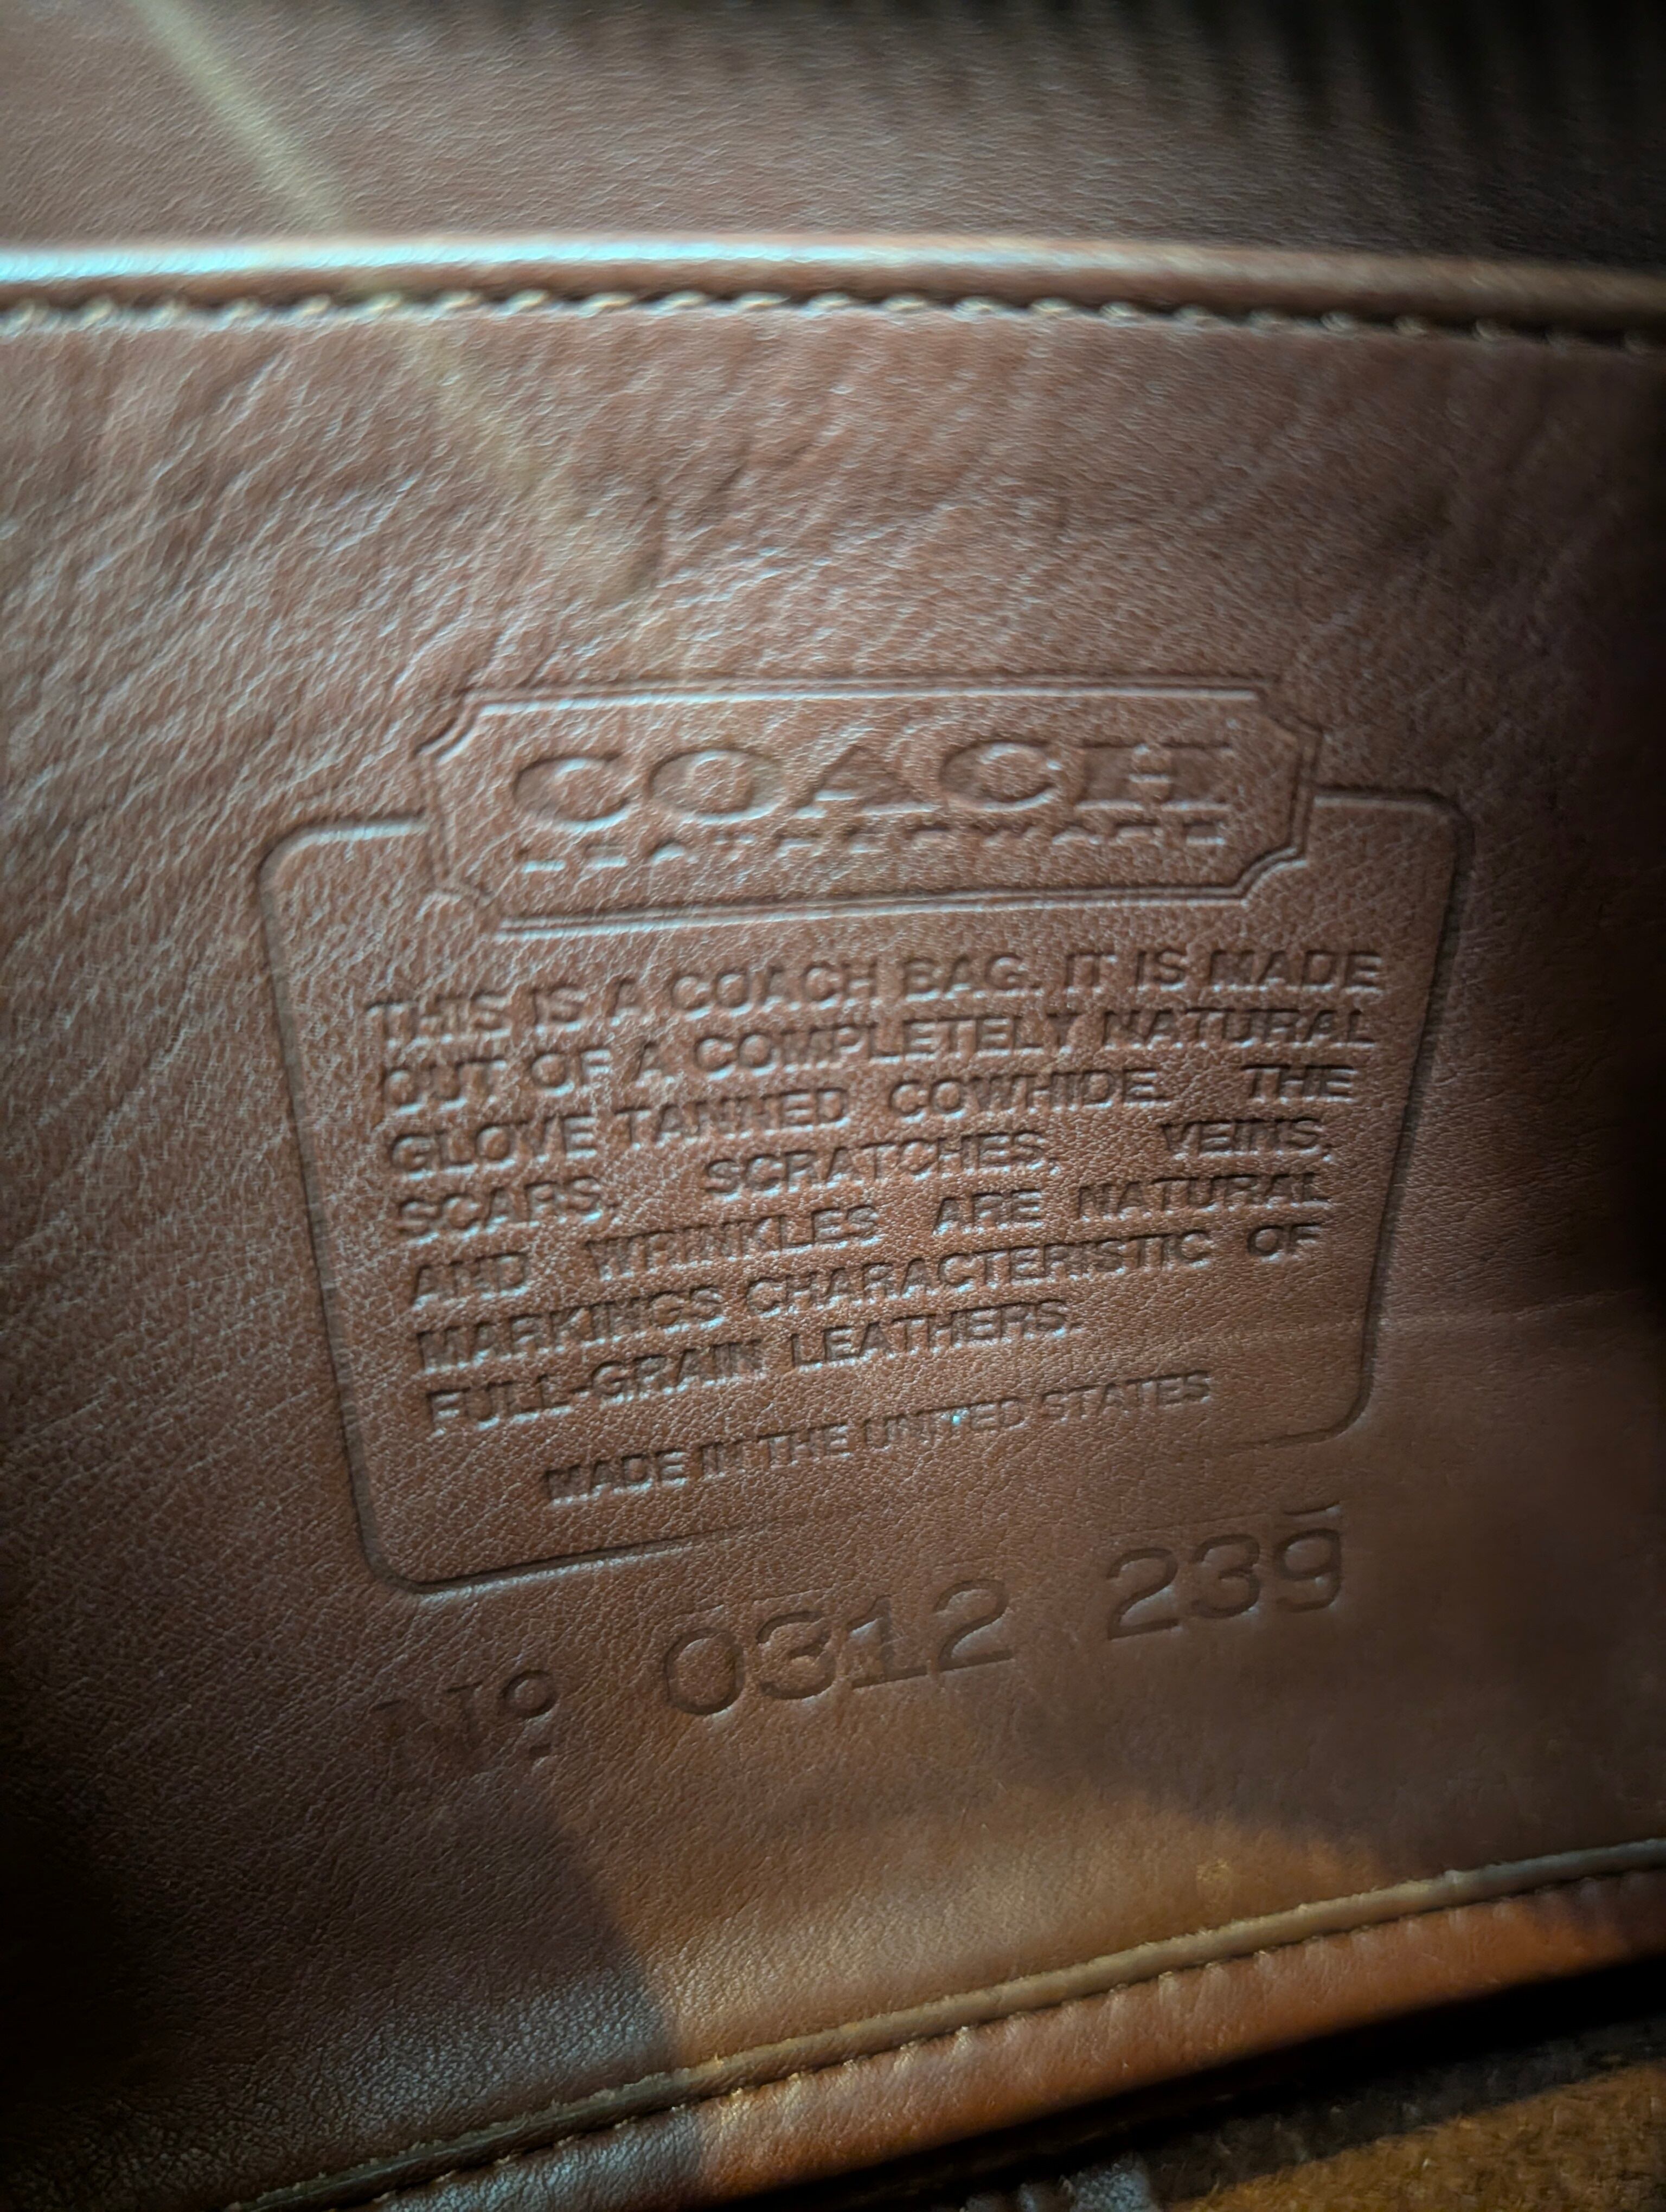 COACH
LEATHERWARE
THIS IS A COACH BAG. IT IS MADE
OUT OF A COMPLETELY NATURAL
GLOVE TANNED COWHIDE. THE
SCARS, SCRATCHES, VEINS,
AND WRINKLES ARE NATURAL
MARKINGS CHARACTERISTIC OF
FULL-GRAIN LEATHERS.
MADE IN THE UNITED STATES
Nº 0312 239